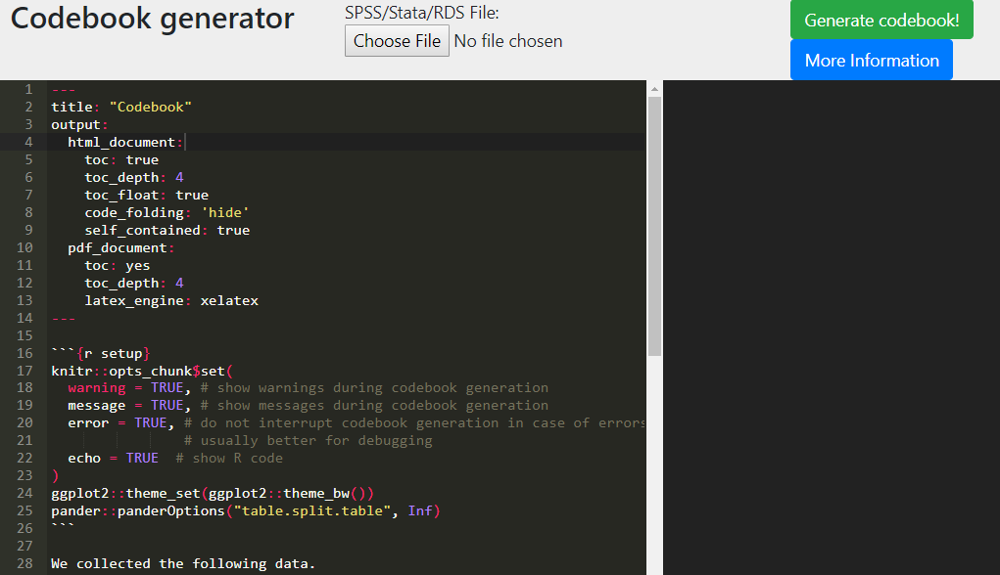 Codebook generator
SPSS/Stata/RDS File:
Choose File No file chosen
Generate codebook!
More Information
1 ---
2 title: "Codebook"
3 output:
4   html_document:
5     toc: true
6     toc_depth: 4
7     toc_float: true
8     code_folding: 'hide'
9     self_contained: true
10   pdf_document:
11     toc: yes
12     toc_depth: 4
13     latex_engine: xelatex
14 ---
15
16 ```{r setup}
17 knitr::opts_chunk$set(
18   warning = TRUE, # show warnings during codebook generation
19   message = TRUE, # show messages during codebook generation
20   error = TRUE, # do not interrupt codebook generation in case of errors
21                 # usually better for debugging
22   echo = TRUE  # show R code
23 )
24 ggplot2::theme_set(ggplot2::theme_bw())
25 pander::panderOptions("table.split.table", Inf)
26 ```
27
28 We collected the following data.